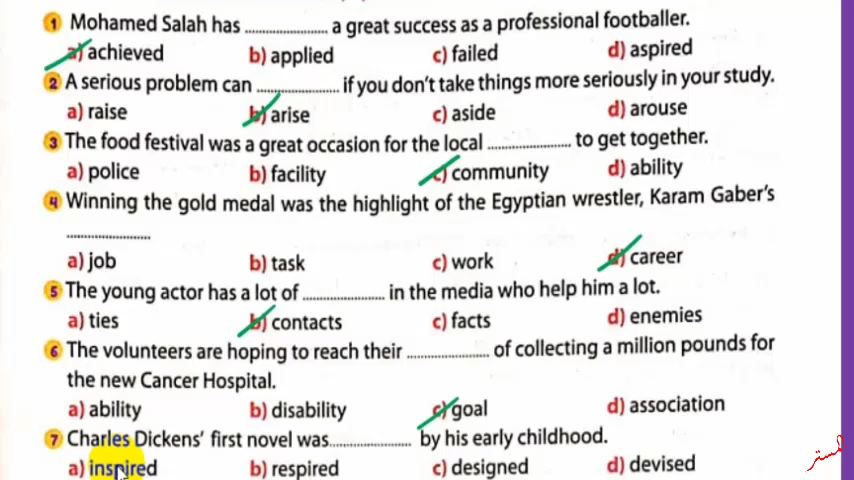 1 Mohamed Salah has ...................... a great success as a professional footballer.
a) achieved b) applied c) failed d) aspired
2 A serious problem can ...................... if you don't take things more seriously in your study.
a) raise b) arise c) aside d) arouse
3 The food festival was a great occasion for the local ...................... to get together.
a) police b) facility c) community d) ability
4 Winning the gold medal was the highlight of the Egyptian wrestler, Karam Gaber's
......................
a) job b) task c) work d) career
5 The young actor has a lot of ...................... in the media who help him a lot.
a) ties b) contacts c) facts d) enemies
6 The volunteers are hoping to reach their ...................... of collecting a million pounds for
the new Cancer Hospital.
a) ability b) disability c) goal d) association
7 Charles Dickens' first novel was...................... by his early childhood.
a) inspired b) respired c) designed d) devised